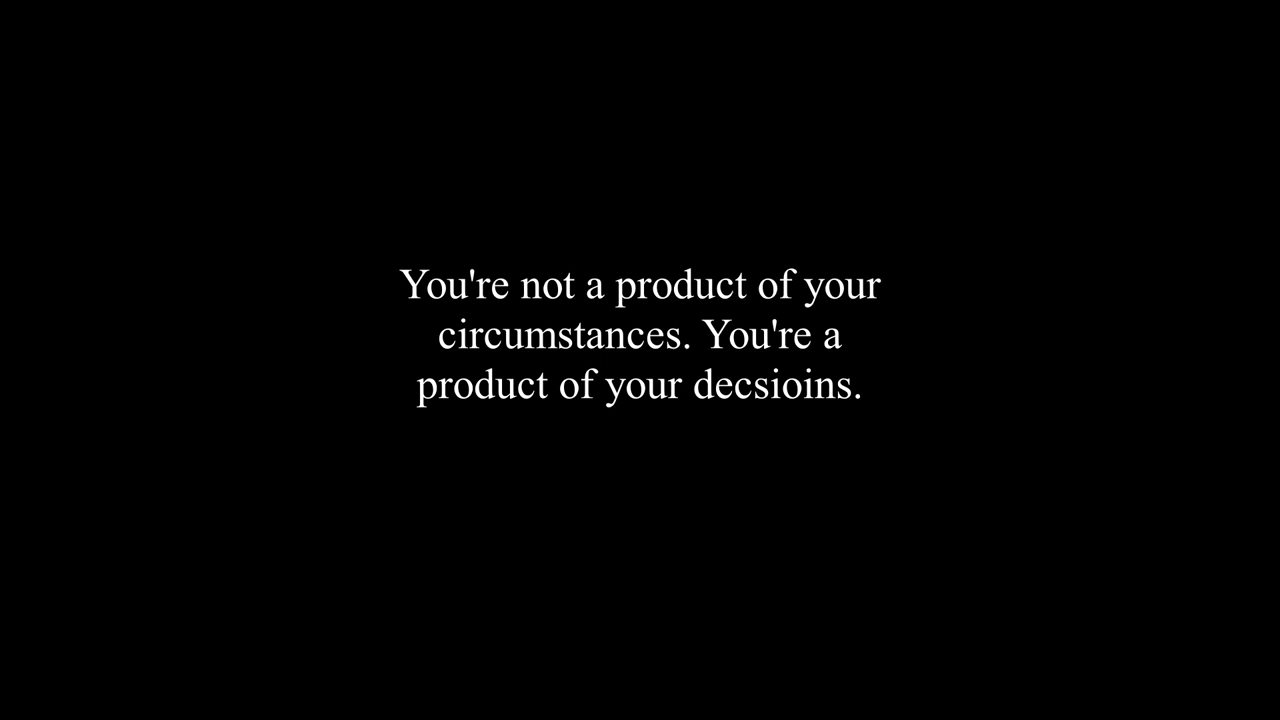 You're not a product of your
circumstances. You're a
product of your decsioins.